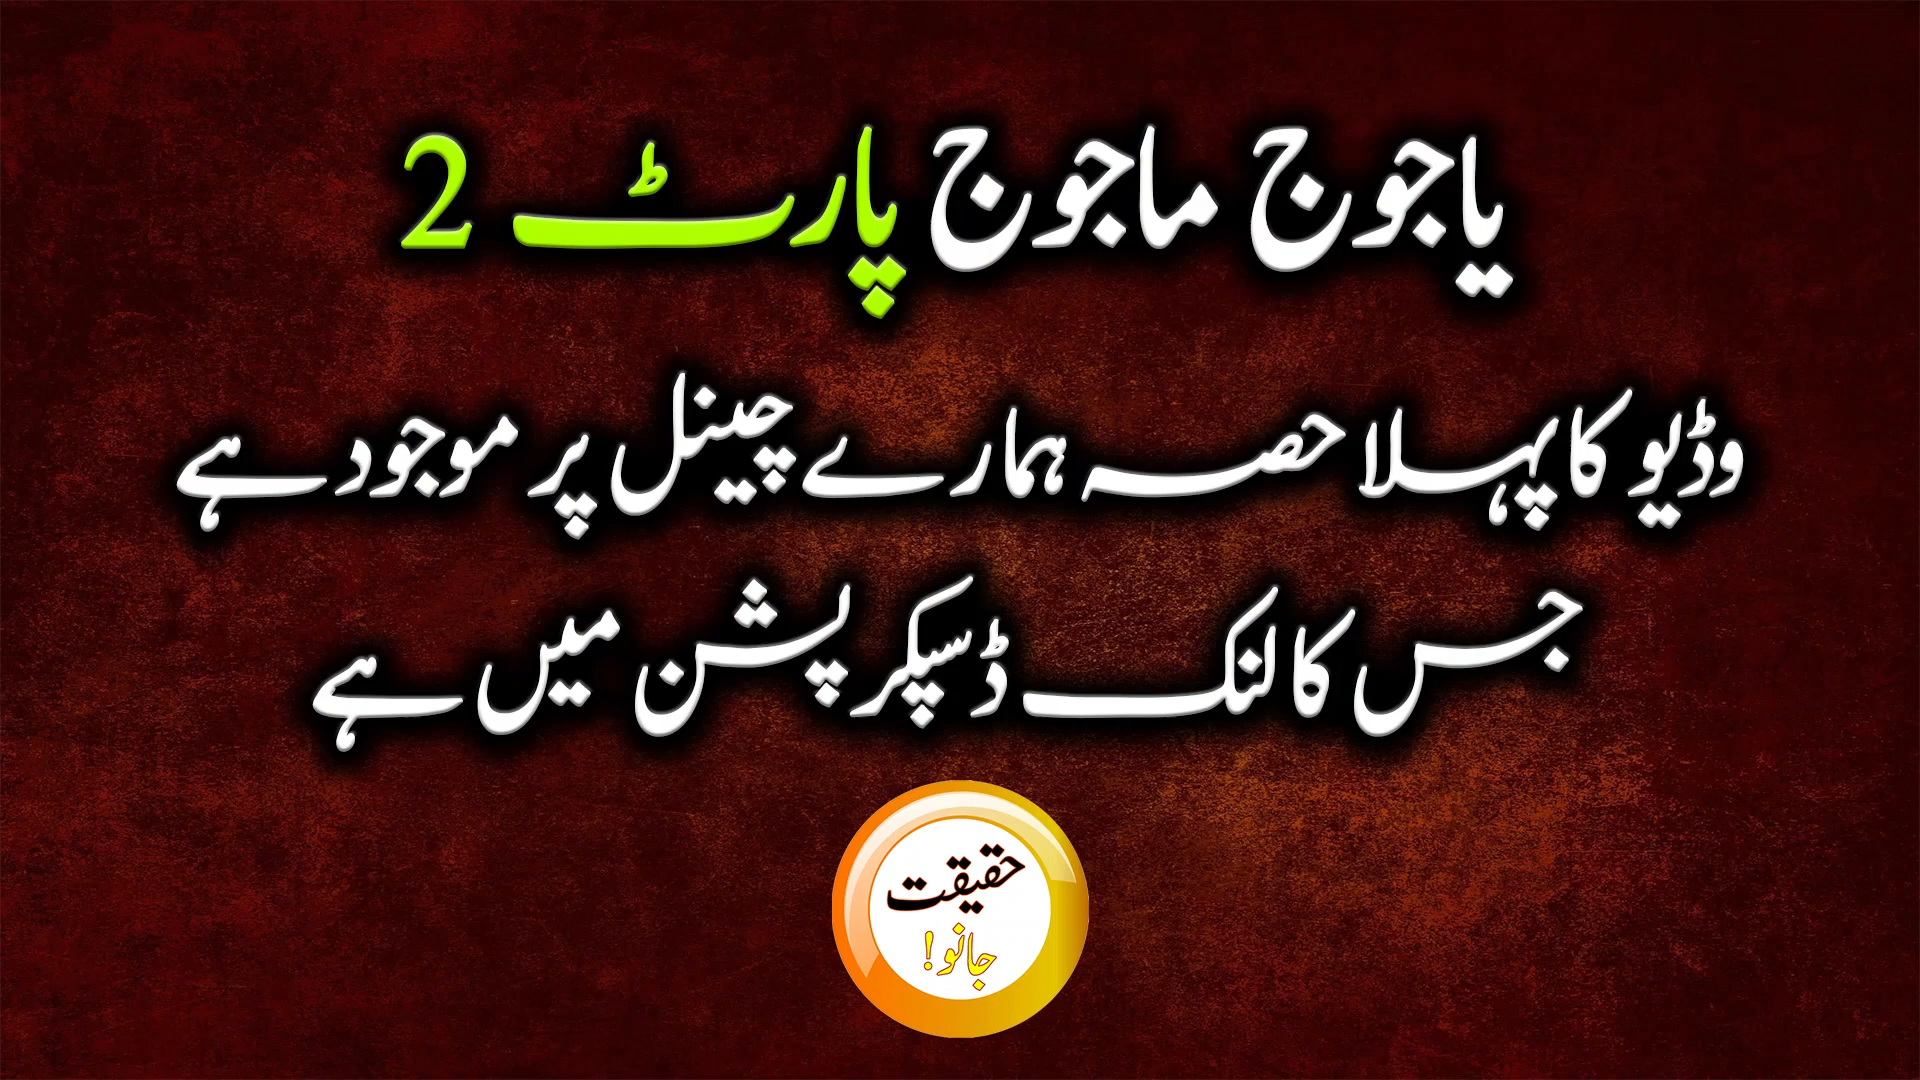 یاجوج ماجوج پارٹ 2
وڈیو کا پہلا حصہ ہمارے چینل پر موجود ہے
جس کا لنک ڈسپکرپشن میں ہے
حقیقت
جانو!